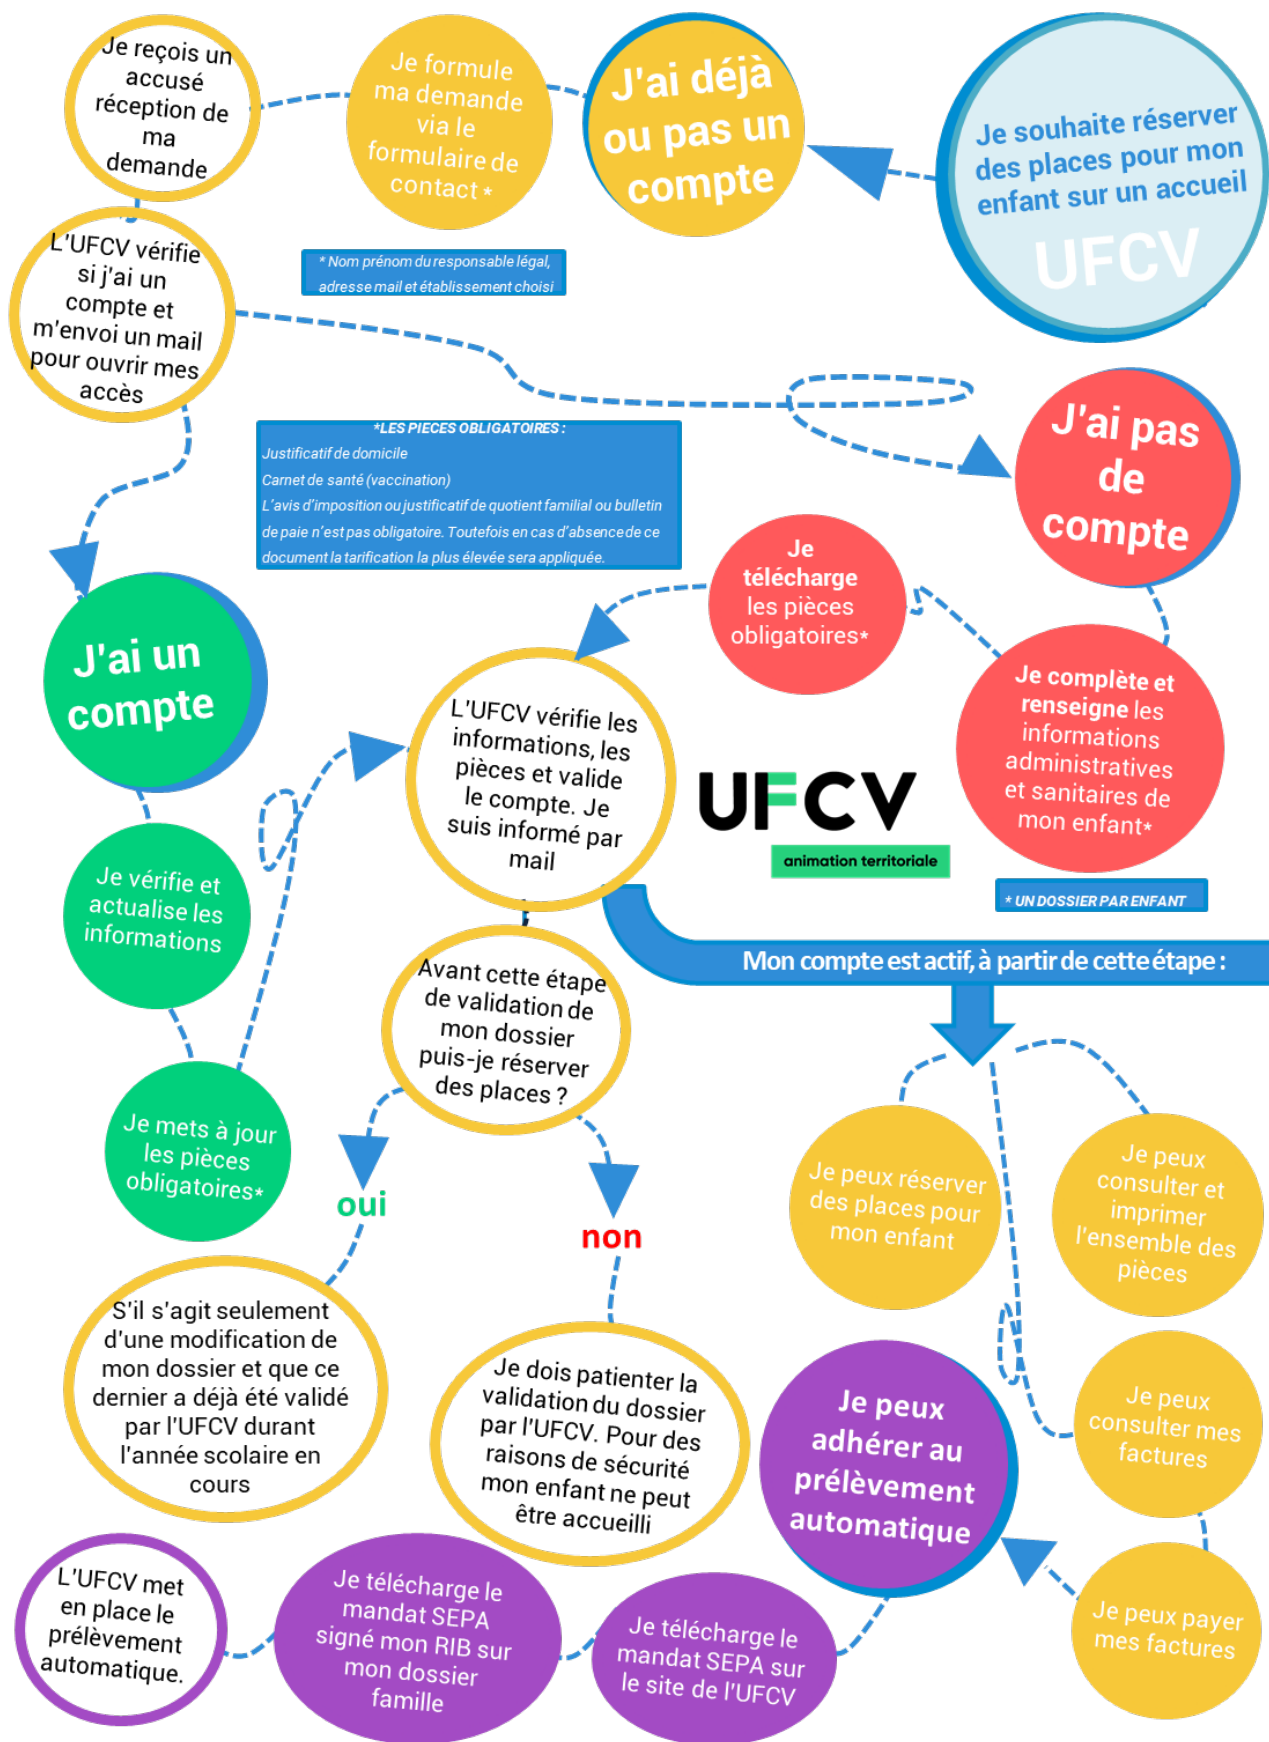 Je souhaite réserver
des places pour mon
enfant sur un accueil
UFCV
J'ai déjà
ou pas un
compte
Je formule
ma demande
via le
formulaire de
contact *
Je reçois un
accusé
réception de
ma
demande
* Nom prénom du responsable légal,
adresse mail et établissement choisi
L'UFCV vérifie
si j'ai un
compte et
m'envoi un mail
pour ouvrir mes
accès
J'ai pas
de
compte
*LES PIECES OBLIGATOIRES :
Justificatif de domicile
Carnet de santé (vaccination)
L'avis d'imposition ou justificatif de quotient familial ou bulletin
de paie n'est pas obligatoire. Toutefois en cas d'absence de ce
document la tarification la plus élevée sera appliquée.
Je
télécharge
les pièces
obligatoires*
Je complète et
renseigne les
informations
administratives
et sanitaires de
mon enfant*
* UN DOSSIER PAR ENFANT
J'ai un
compte
Je vérifie et
actualise les
informations
Je mets à jour
les pièces
obligatoires*
L'UFCV vérifie les
informations, les
pièces et valide
le compte. Je
suis informé par
mail
UFCV
animation territoriale
Mon compte est actif, à partir de cette étape :
Avant cette étape
de validation de
mon dossier
puis-je réserver
des places ?
oui
non
S'il s'agit seulement
d'une modification de
mon dossier et que ce
dernier a déjà été validé
par l'UFCV durant
l'année scolaire en
cours
Je dois patienter la
validation du dossier
par l'UFCV. Pour des
raisons de sécurité
mon enfant ne peut
être accueilli
Je peux réserver
des places pour
mon enfant
Je peux
consulter et
imprimer
l'ensemble des
pièces
Je peux
consulter mes
factures
Je peux payer
mes factures
Je peux
adhérer au
prélèvement
automatique
Je télécharge le
mandat SEPA sur
le site de l'UFCV
Je télécharge le
mandat SEPA
signé mon RIB sur
mon dossier
famille
L'UFCV met
en place le
prélèvement
automatique.